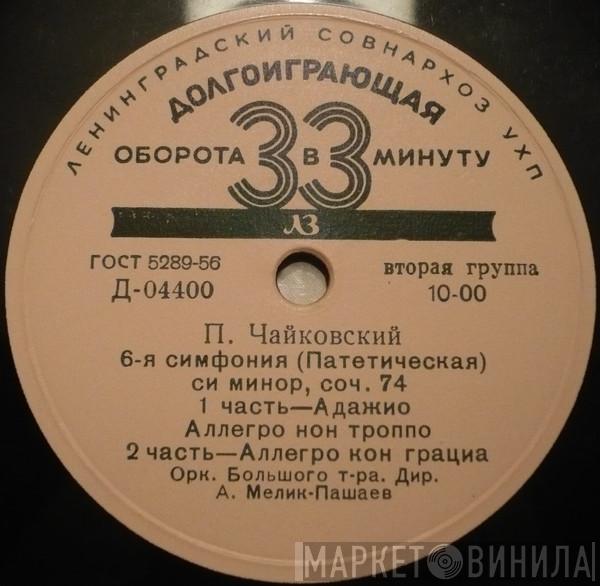 ЛЕНИНГРАДСКИЙ СОВНАРХОЗ УХП
ДОЛГОИГРАЮЩАЯ
ОБОРОТА 33 В МИНУТУ
ЛЗ
ГОСТ 5289-56
Д-04400
вторая группа
10-00
П. Чайковский
6-я симфония (Патетическая)
си минор, соч. 74
1 часть—Адажио
Аллегро нон троппо
2 часть—Аллегро кон грациа
Орк. Большого т-ра. Дир.
А. Мелик-Пашаев
МАРКЕТ ВИНИЛА